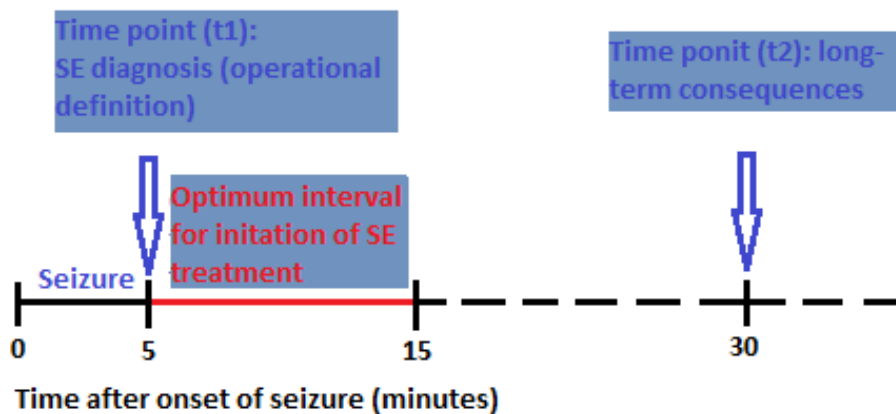 Time point (t1):
SE diagnosis (operational
definition)
Time ponit (t2): long-
term consequences
Optimum interval
for initation of SE
treatment
Seizure
0 5 15 30
Time after onset of seizure (minutes)